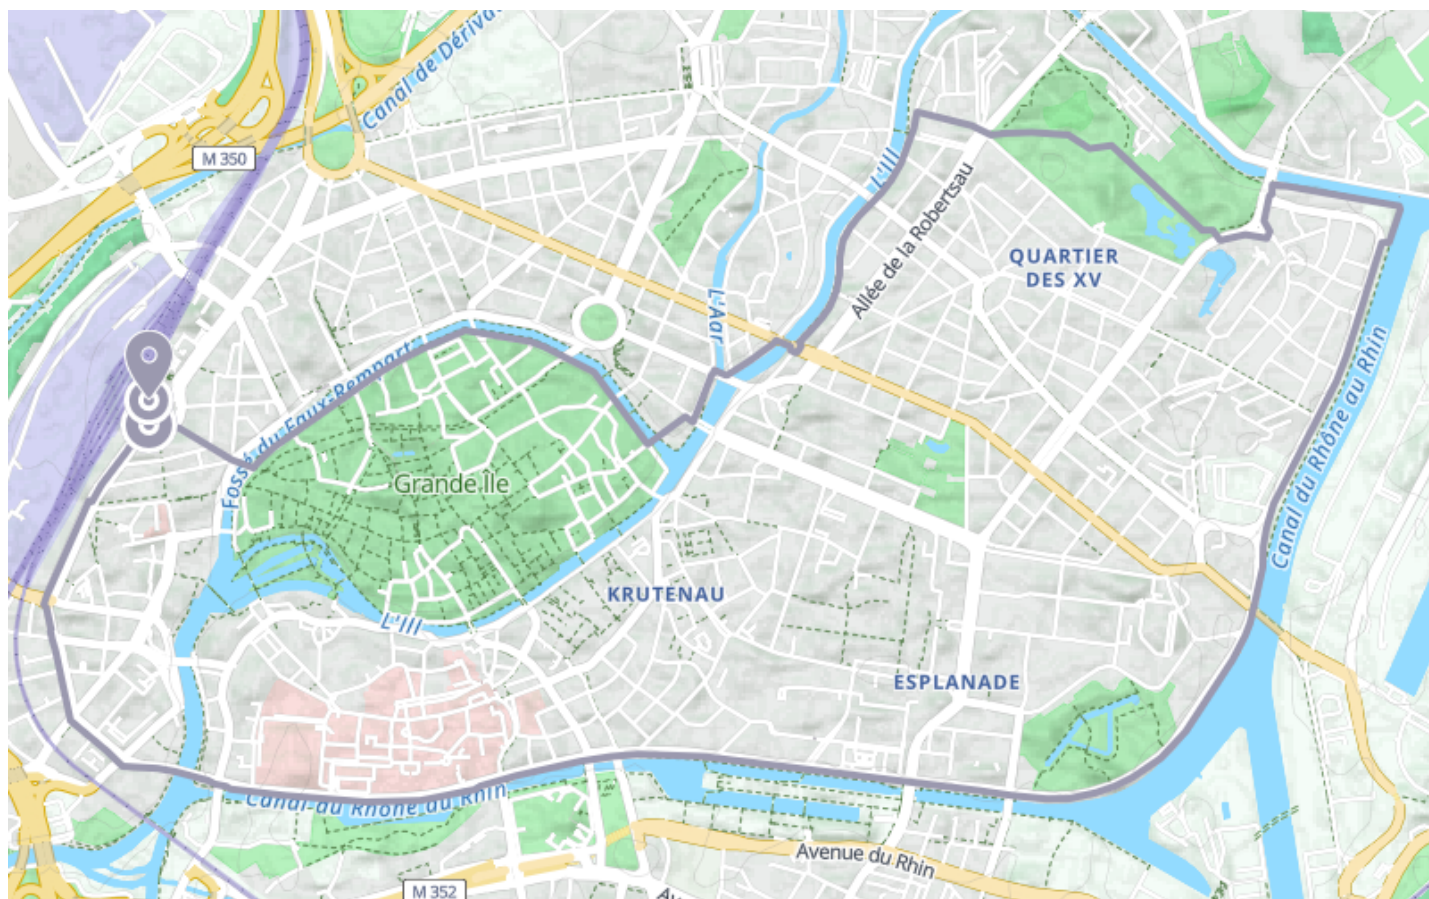 Canal de Dériva
M 350
L'Ill
Allée de la Robertsau
QUARTIER
DES XV
L'Aar
Fossé du Faux-Rempart
Canal du Rhône au Rhin
Grande Île
KRUTENAU
L'Ill
ESPLANADE
Canal du Rhône au Rhin
Avenue du Rhin
M 352
Av